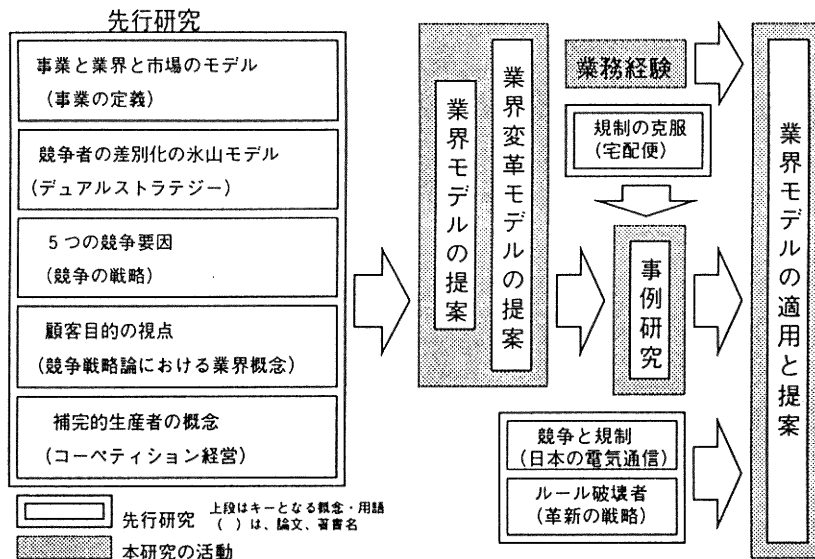 先行研究
事業と業界と市場のモデル
(事業の定義)
競争者の差別化の氷山モデル
(デュアルストラテジー)
5つの競争要因
(競争の戦略)
顧客目的の視点
(競争戦略論における業界概念)
補完的生産者の概念
(コーペティション経営)
業界モデルの提案
業界変革モデルの提案
業務経験
規制の克服
(宅配便)
事例研究
競争と規制
(日本の電気通信)
ルール破壊者
(革新の戦略)
業界モデルの適用と提案
先行研究
上段はキーとなる概念・用語
( )は、論文、著書名
本研究の活動